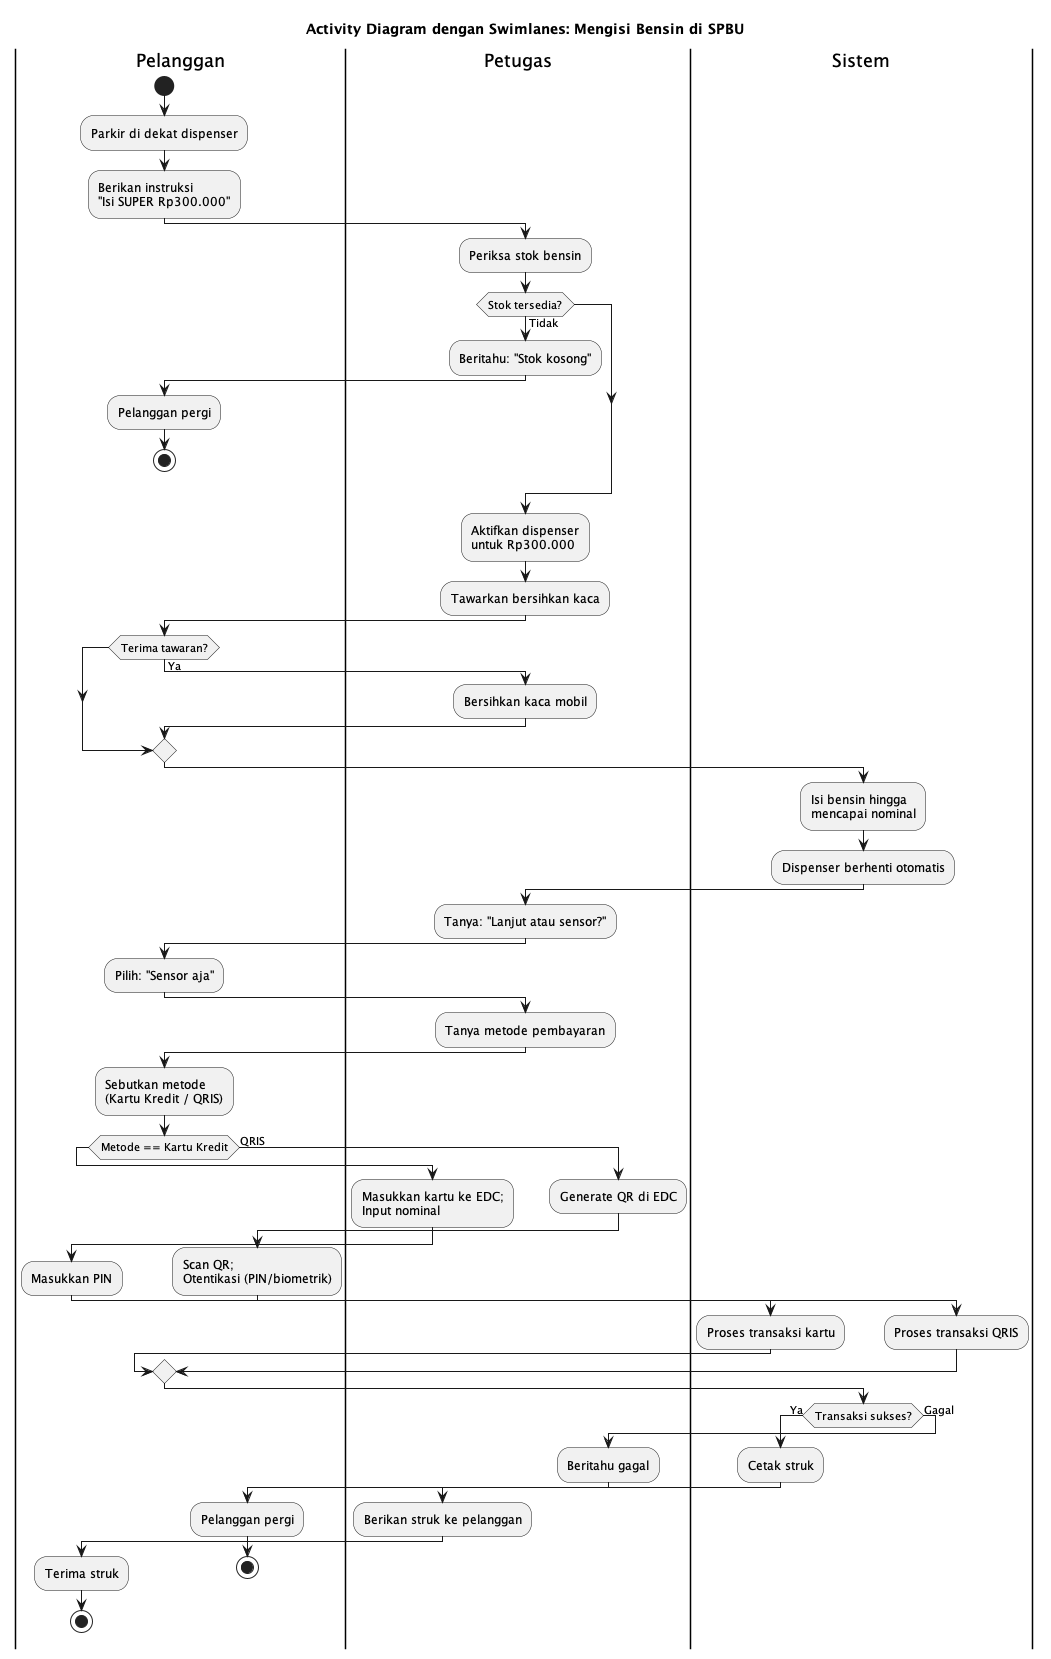 Activity Diagram dengan Swimlanes: Mengisi Bensin di SPBU
Pelanggan
Petugas
Sistem
Parkir di dekat dispenser
Berikan instruksi
"Isi SUPER Rp300.000"
Periksa stok bensin
Stok tersedia?
Tidak
Beritahu: "Stok kosong"
Pelanggan pergi
Aktifkan dispenser
untuk Rp300.000
Tawarkan bersihkan kaca
Terima tawaran?
Ya
Bersihkan kaca mobil
Isi bensin hingga
mencapai nominal
Dispenser berhenti otomatis
Tanya: "Lanjut atau sensor?"
Pilih: "Sensor aja"
Tanya metode pembayaran
Sebutkan metode
(Kartu Kredit / QRIS)
Metode == Kartu Kredit
QRIS
Masukkan kartu ke EDC;
Input nominal
Generate QR di EDC
Masukkan PIN
Scan QR;
Otentikasi (PIN/biometrik)
Proses transaksi kartu
Proses transaksi QRIS
Ya
Transaksi sukses?
Gagal
Beritahu gagal
Cetak struk
Pelanggan pergi
Berikan struk ke pelanggan
Terima struk